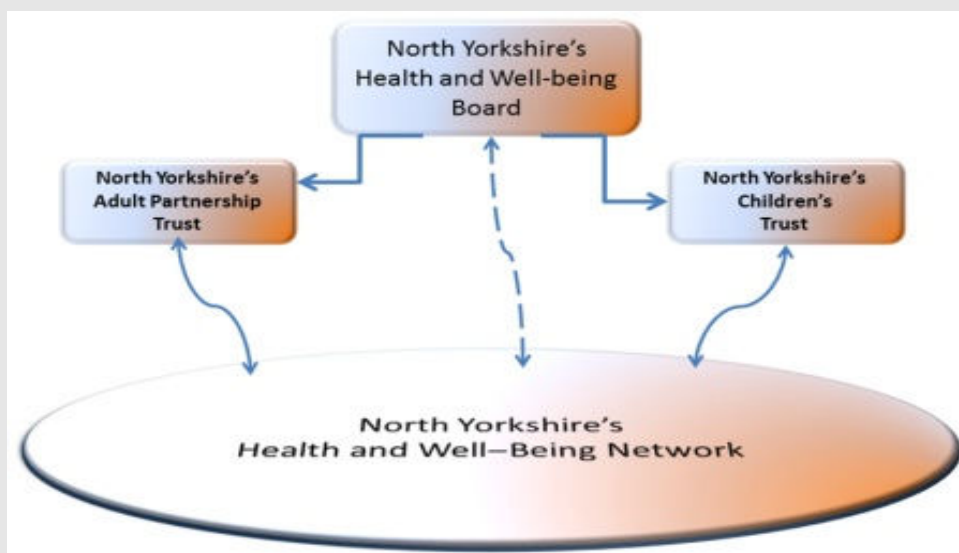 North Yorkshire's
Health and Well-being
Board
North Yorkshire's
Adult Partnership
Trust
North Yorkshire's
Children's
Trust
North Yorkshire's
Health and Well–Being Network